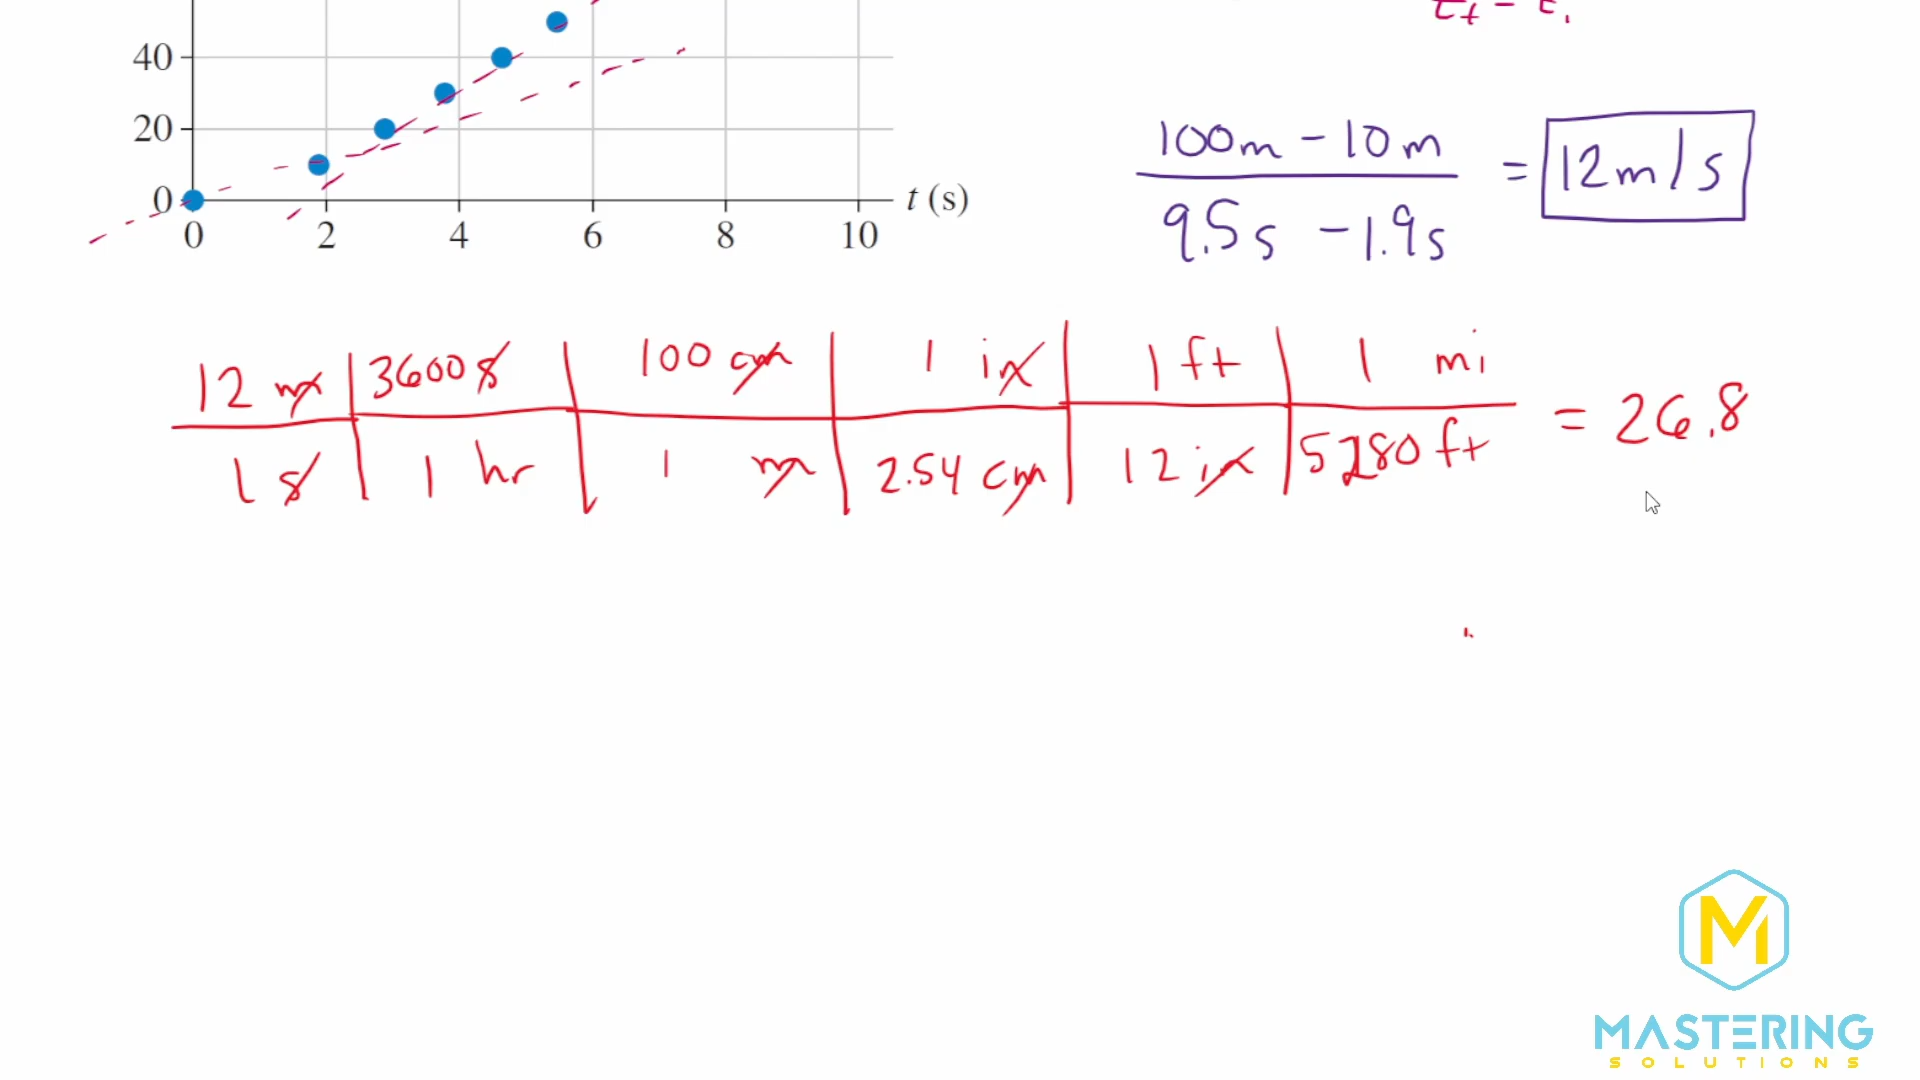 t_f - t_i
40
20
0
0 2 4 6 8 10 t (s)
100m - 10m
9.5s - 1.9s
= 12m/s
12 m | 3600 s | 100 cm | 1 in | 1 ft | 1 mi
1 s | 1 hr | 1 m | 2.54 cm | 12 in | 5280 ft
= 26.8
MASTERING
SOLUTIONS